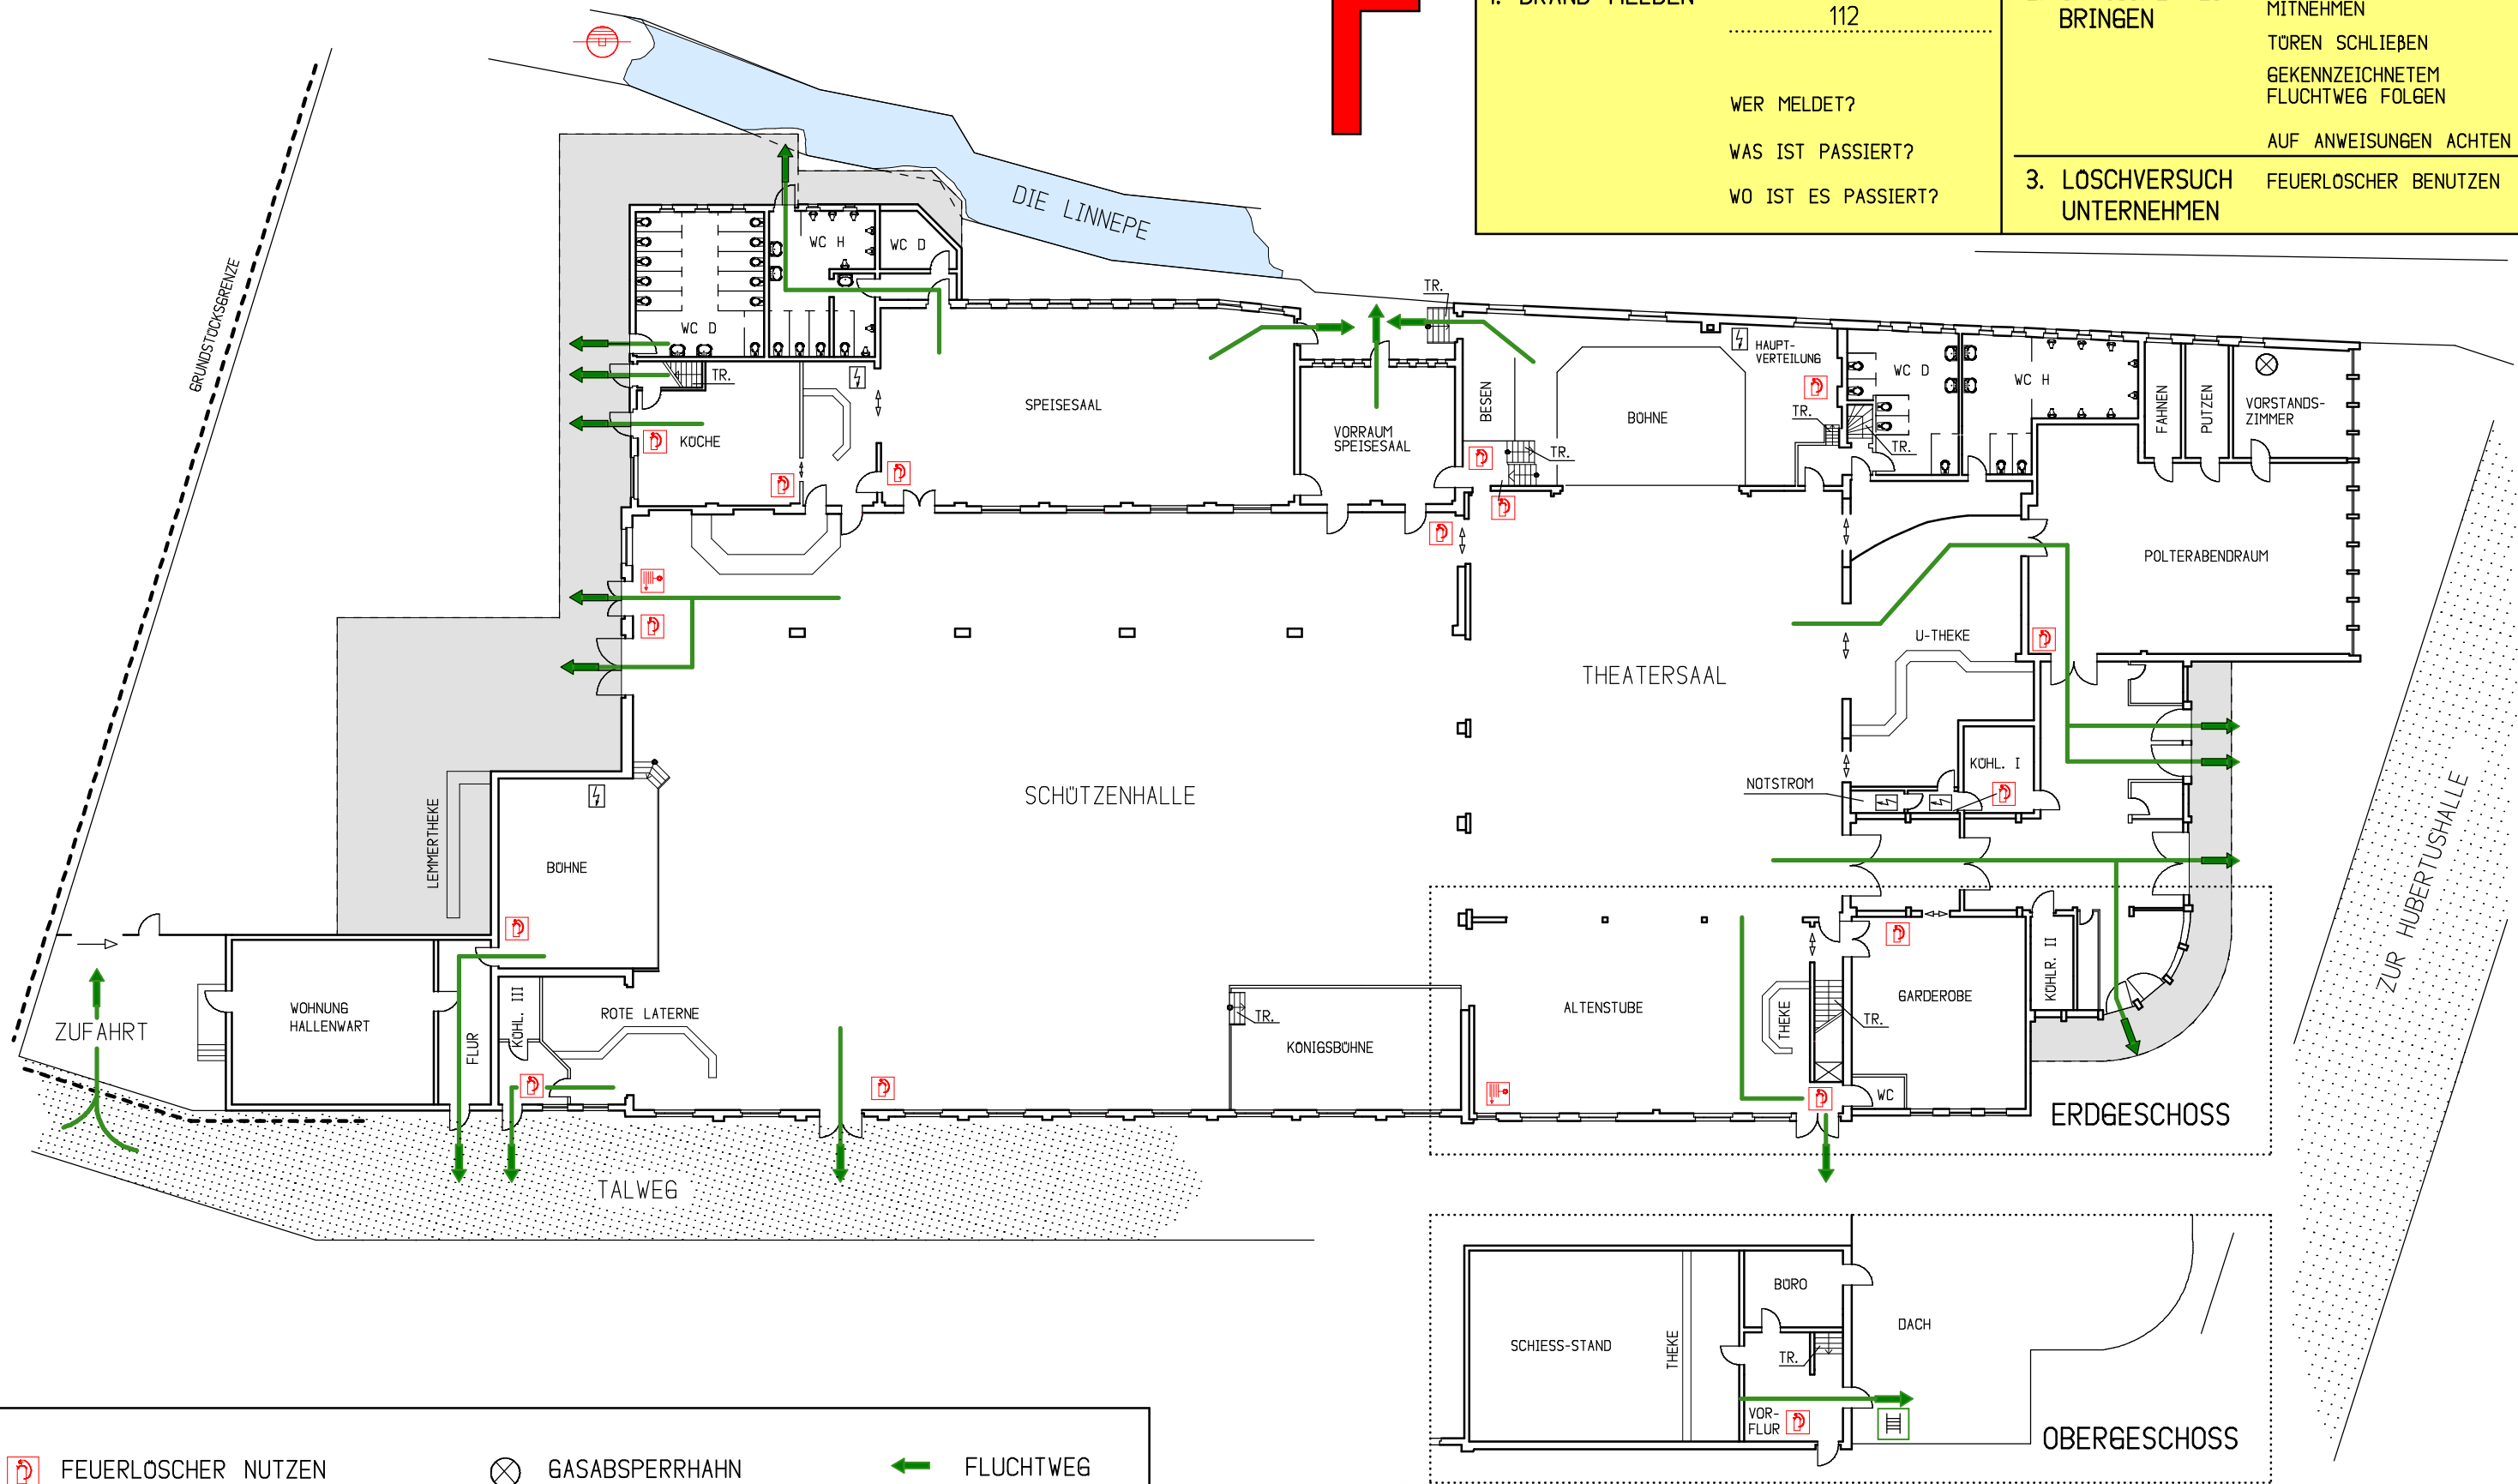 1. BRAND MELDEN
112
WER MELDET?
WAS IST PASSIERT?
WO IST ES PASSIERT?
BRINGEN
MITNEHMEN
TÜREN SCHLIEßEN
GEKENNZEICHNETEM
FLUCHTWEG FOLGEN
AUF ANWEISUNGEN ACHTEN
3. LÖSCHVERSUCH
UNTERNEHMEN
FEUERLÖSCHER BENUTZEN
DIE LINNEPE
GRUNDSTÜCKSGRENZE
WC H
WC D
WC D
TR.
KÜCHE
SPEISESAAL
VORRAUM
SPEISESAAL
TR.
BESEN
TR.
BÜHNE
HAUPT-
VERTEILUNG
TR.
WC D
TR.
WC H
FAHNEN
PUTZEN
VORSTANDS-
ZIMMER
POLTERABENDRAUM
U-THEKE
THEATERSAAL
SCHÜTZENHALLE
NOTSTROM
KÜHL. I
LEMMERTHEKE
BÜHNE
ZUR HUBERTUSHALLE
ZUFAHRT
WOHNUNG
HALLENWART
FLUR
KÜHL. III
ROTE LATERNE
TR.
KÖNIGSBÜHNE
ALTENSTUBE
THEKE
TR.
GARDEROBE
KÜHLR. II
WC
ERDGESCHOSS
TALWEG
SCHIESS-STAND
THEKE
BÜRO
TR.
VOR-
FLUR
DACH
OBERGESCHOSS
FEUERLÖSCHER NUTZEN
GASABSPERRHAHN
FLUCHTWEG